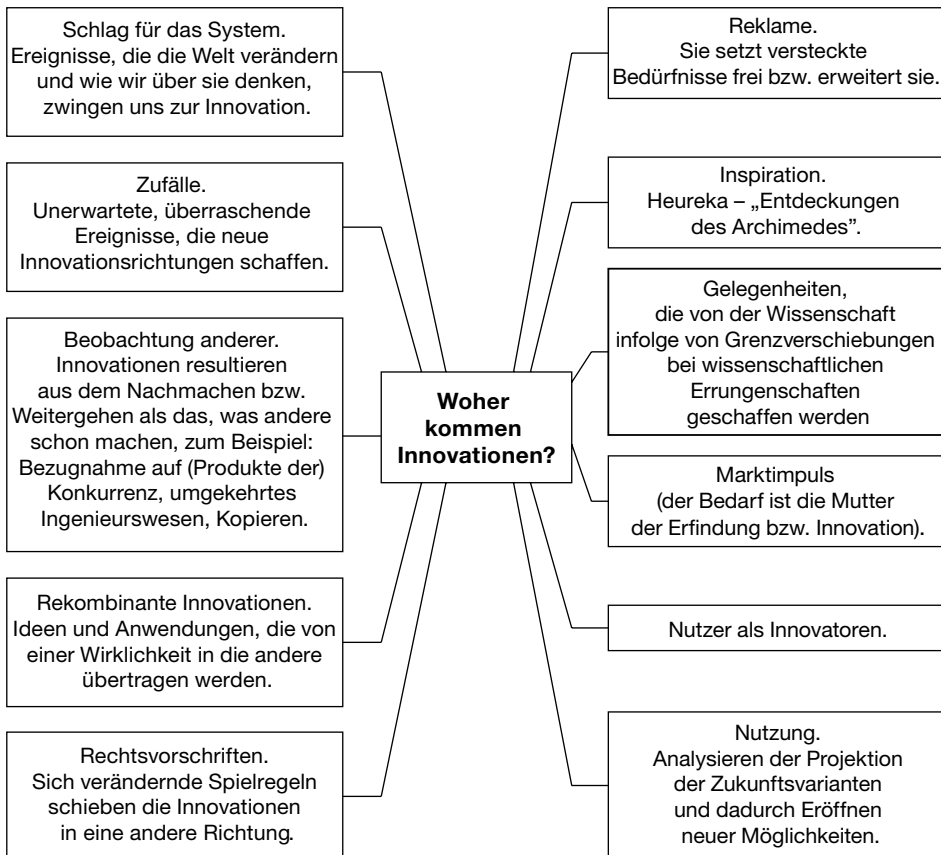 Schlag für das System.
Ereignisse, die die Welt verändern
und wie wir über sie denken,
zwingen uns zur Innovation.
Zufälle.
Unerwartete, überraschende
Ereignisse, die neue
Innovationsrichtungen schaffen.
Beobachtung anderer.
Innovationen resultieren
aus dem Nachmachen bzw.
Weitergehen als das, was andere
schon machen, zum Beispiel:
Bezugnahme auf (Produkte der)
Konkurrenz, umgekehrtes
Ingenieurswesen, Kopieren.
Rekombinante Innovationen.
Ideen und Anwendungen, die von
einer Wirklichkeit in die andere
übertragen werden.
Rechtsvorschriften.
Sich verändernde Spielregeln
schieben die Innovationen
in eine andere Richtung.
Woher
kommen
Innovationen?
Reklame.
Sie setzt versteckte
Bedürfnisse frei bzw. erweitert sie.
Inspiration.
Heureka – „Entdeckungen
des Archimedes”.
Gelegenheiten,
die von der Wissenschaft
infolge von Grenzverschiebungen
bei wissenschaftlichen
Errungenschaften
geschaffen werden
Marktimpuls
(der Bedarf ist die Mutter
der Erfindung bzw. Innovation).
Nutzer als Innovatoren.
Nutzung.
Analysieren der Projektion
der Zukunftsvarianten
und dadurch Eröffnen
neuer Möglichkeiten.